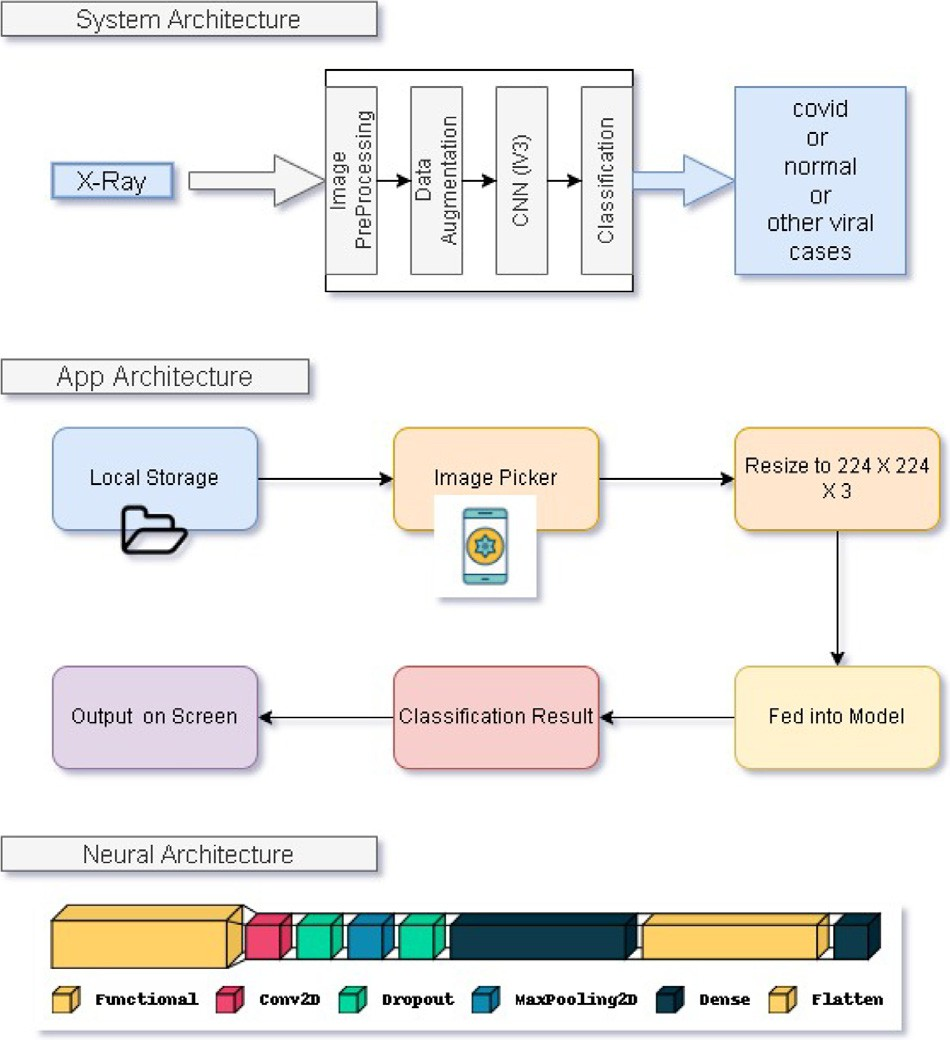 System Architecture
X-Ray
Image
PreProcessing
Data
Augmentation
CNN (IV3)
Classification
covid
or
normal
or
other viral
cases
App Architecture
Local Storage
Image Picker
Resize to 224 X 224
X 3
Output on Screen
Classification Result
Fed into Model
Neural Architecture
Functional
Conv2D
Dropout
MaxPooling2D
Dense
Flatten